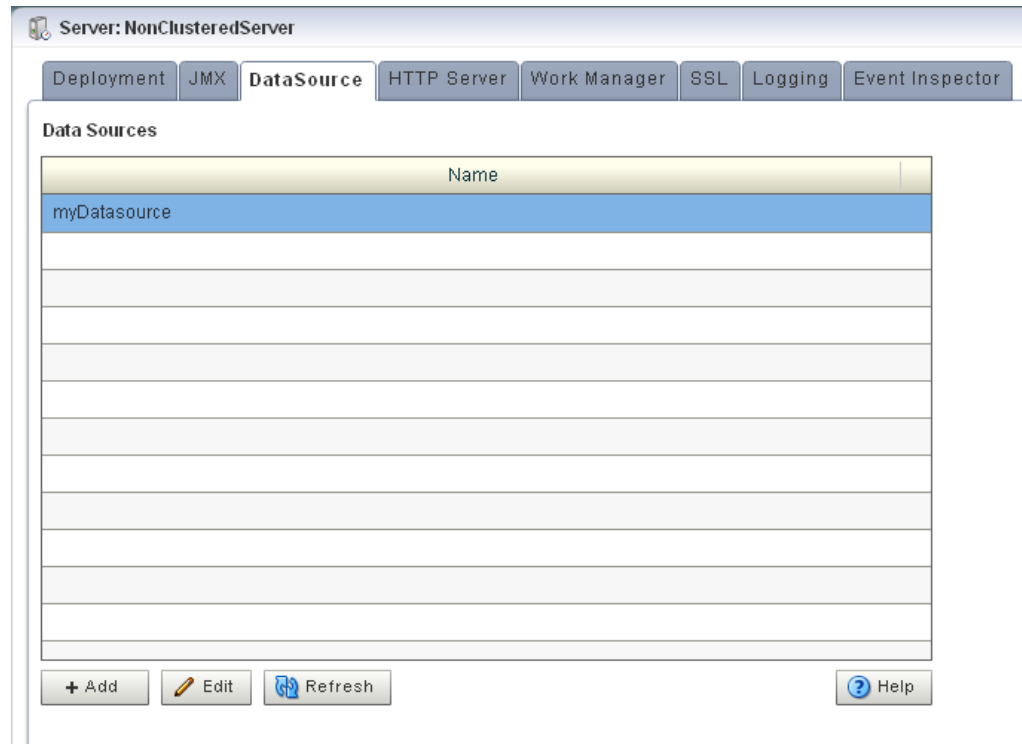 Server: NonClusteredServer
Deployment JMX DataSource HTTP Server Work Manager SSL Logging Event Inspector
Data Sources
Name
myDatasource
+ Add Edit Refresh ? Help